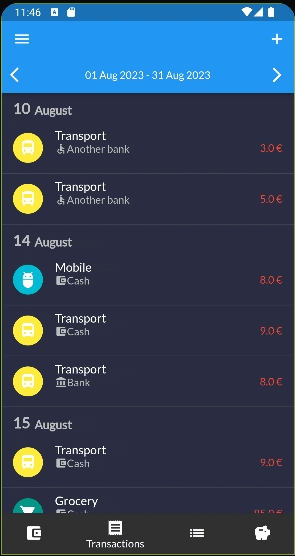 11:46
01 Aug 2023 - 31 Aug 2023
10 August
Transport
Another bank
3.0 €
Transport
Another bank
5.0 €
14 August
Mobile
Cash
8.0 €
Transport
Cash
9.0 €
Transport
Bank
8.0 €
15 August
Transport
Cash
9.0 €
Grocery
Cash
Transactions